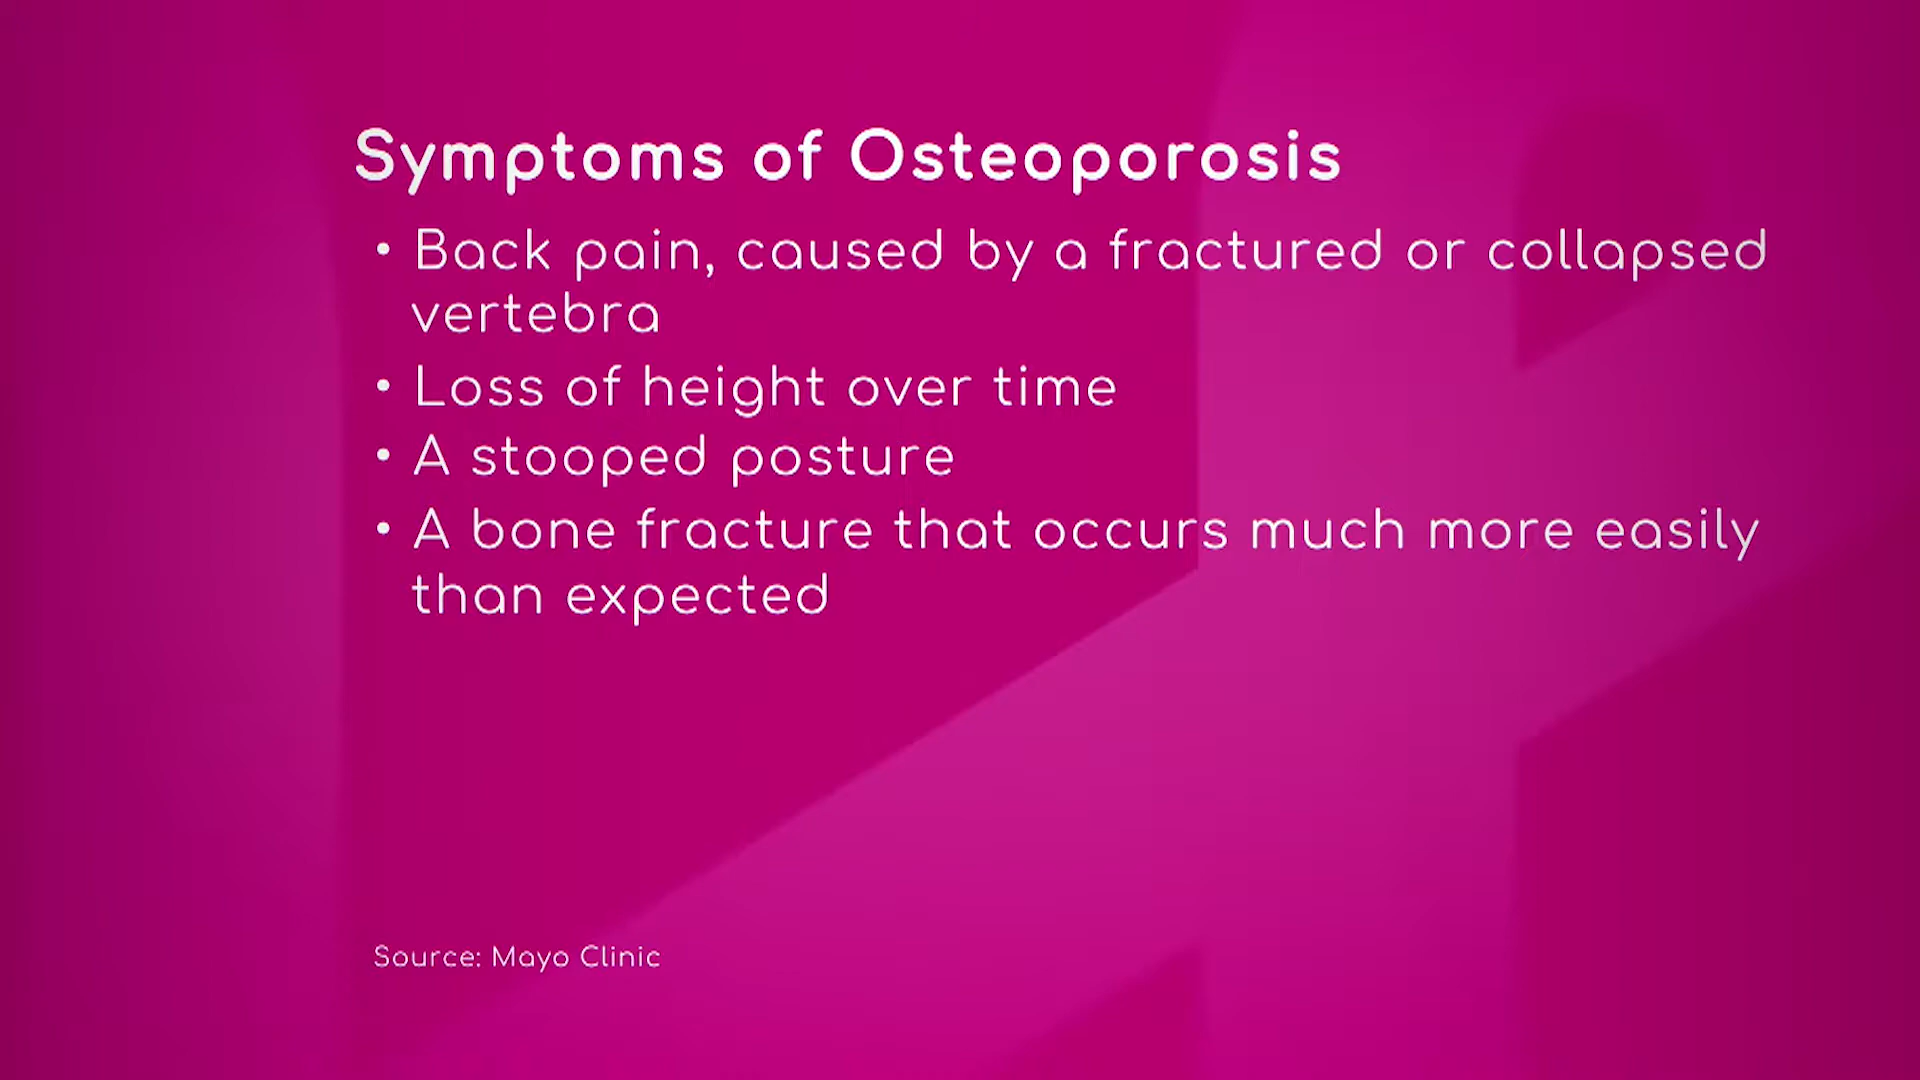 Symptoms of Osteoporosis
• Back pain, caused by a fractured or collapsed
vertebra
• Loss of height over time
• A stooped posture
• A bone fracture that occurs much more easily
than expected
Source: Mayo Clinic